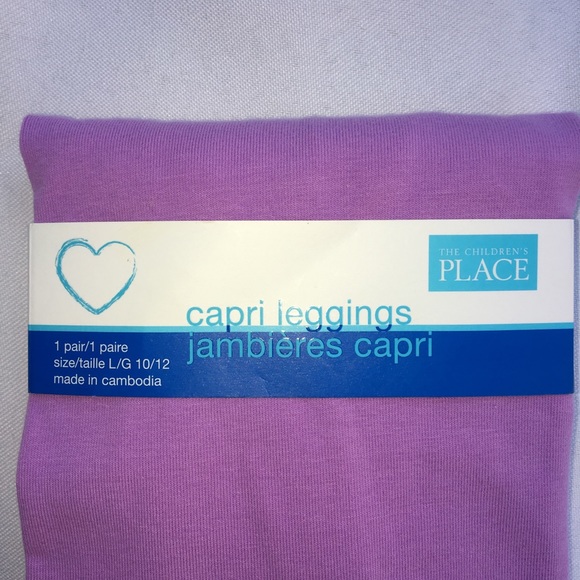 THE CHILDREN'S
PLACE
capri leggings
jambières capri
1 pair/1 paire
size/taille L/G 10/12
made in cambodia